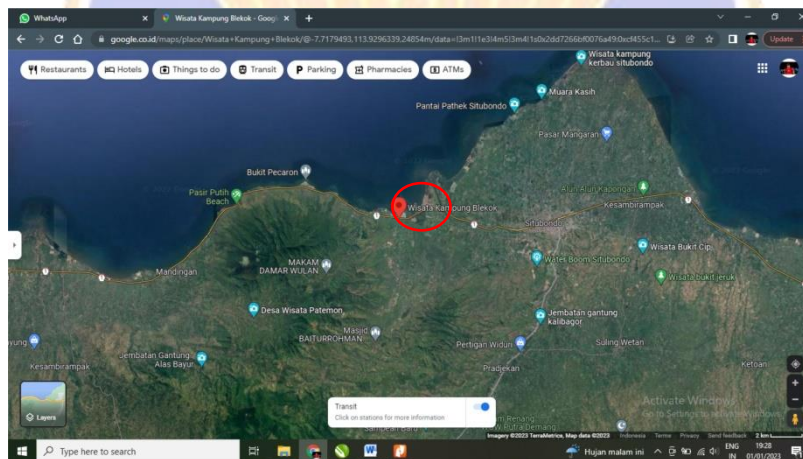 WhatsApp
Wisata Kampung Blekok - Googl
google.co.id/maps/place/Wisata+Kampung+Blekok/@-7.7179493,113.9296339,24854m/data=!3m1!1e3!4m5!3m4!1s0x2dd7266bf0076a49:0xcf455c1...
Update
Restaurants
Hotels
Things to do
Transit
Parking
Pharmacies
ATMs
Wisata kampung
kerbau situbondo
Muara Kasih
Pantai Pathek Situbondo
Pasar Mangaran
Bukit Pecaron
Pasir Putih
Beach
Alun Alun Kapongan
Kesambirampak
Wisata Kampung Blekok
Situbondo
Wisata Bukit Cip
MAKAM
DAMAR WULAN
Water Boom Situbondo
Mandingan
Wisata bukit jeruk
Desa Wisata Patemon
Jembatan gantung
kalibagor
Masjid
BAITURROHMAN
Pertigan Widuri
Suling Wetan
Jembatan Gantung
Alas Bayur
Kesambirampak
Pradjekan
Ketoan
Layers
Transit
Click on stations for more information
Activate Windows
Go to Settings to activate Windows.
Imagery ©2023 TerraMetrics, Map data ©2023
Indonesia
Terms
Privacy
Send feedback
2 km
Type here to search
Hujan malam ini
ENG
IN
19:28
01/01/2023